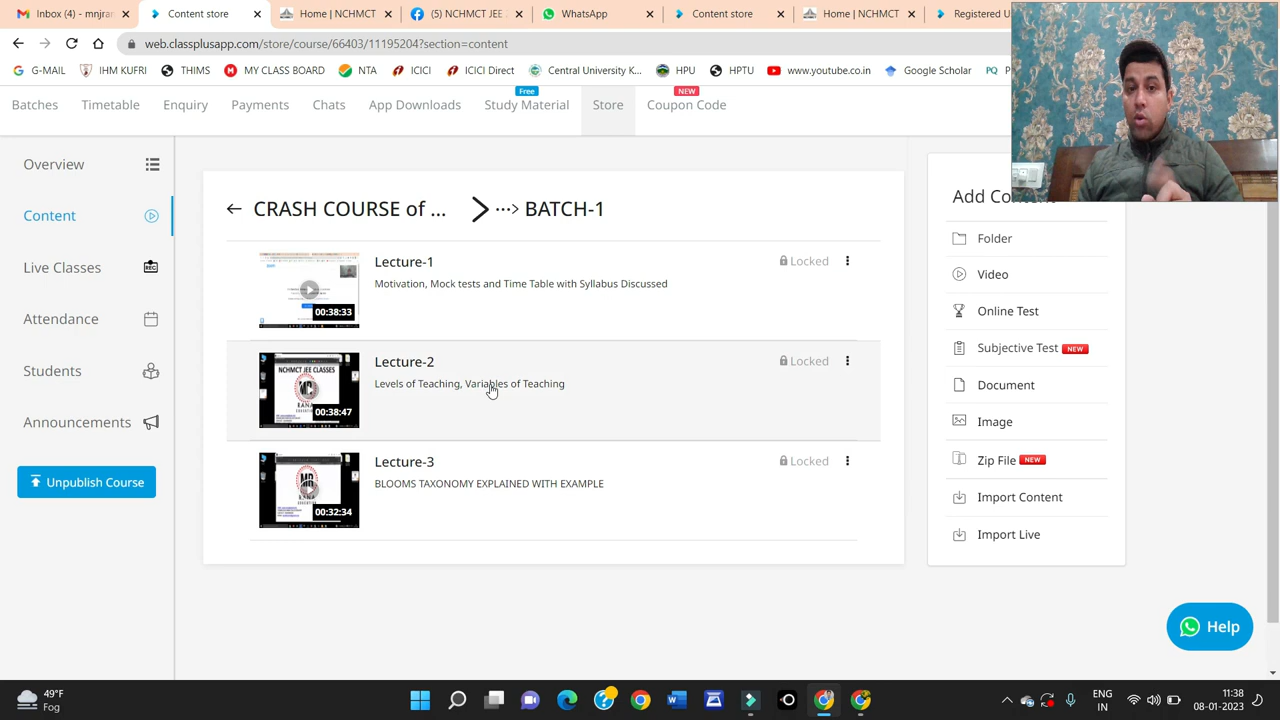 Inbox (4) - mnjran
Content store
Home | NCHMCT
(5) NCHMCT JEE
WhatsApp
Content store
Home | NCHMCT
Registered U
web.classplusapp.com/store/course/66403/11195204?section=content
G-MAIL
IHM KUFRI
THIMS
MY CLASS BOARD
NTA
ICICI
ICICI Direct
Central University K...
HPU
HPTU
www.youtube.co.in
Google Scholar
PQ
Batches
Timetable
Enquiry
Payments
Chats
App Downloads
Free
Study Material
Store
NEW
Coupon Code
Overview
Content
Live Classes
REC
Attendance
Students
Announcements
Unpublish Course
CRASH COURSE of ...
BATCH-1
Lecture-1
Locked
Motivation, Mock tests and Time Table with Syllabus Discussed
00:38:33
Lecture-2
Locked
Levels of Teaching, Variables of Teaching
NCHMCT JEE CLASSES
00:38:47
Lecture-3
Locked
BLOOMS TAXONOMY EXPLAINED WITH EXAMPLE
00:32:34
Folder
Video
Online Test
Subjective Test NEW
Document
Image
Zip File NEW
Import Content
Import Live
Help
49°F
Fog
ENG
IN
11:38
08-01-2023